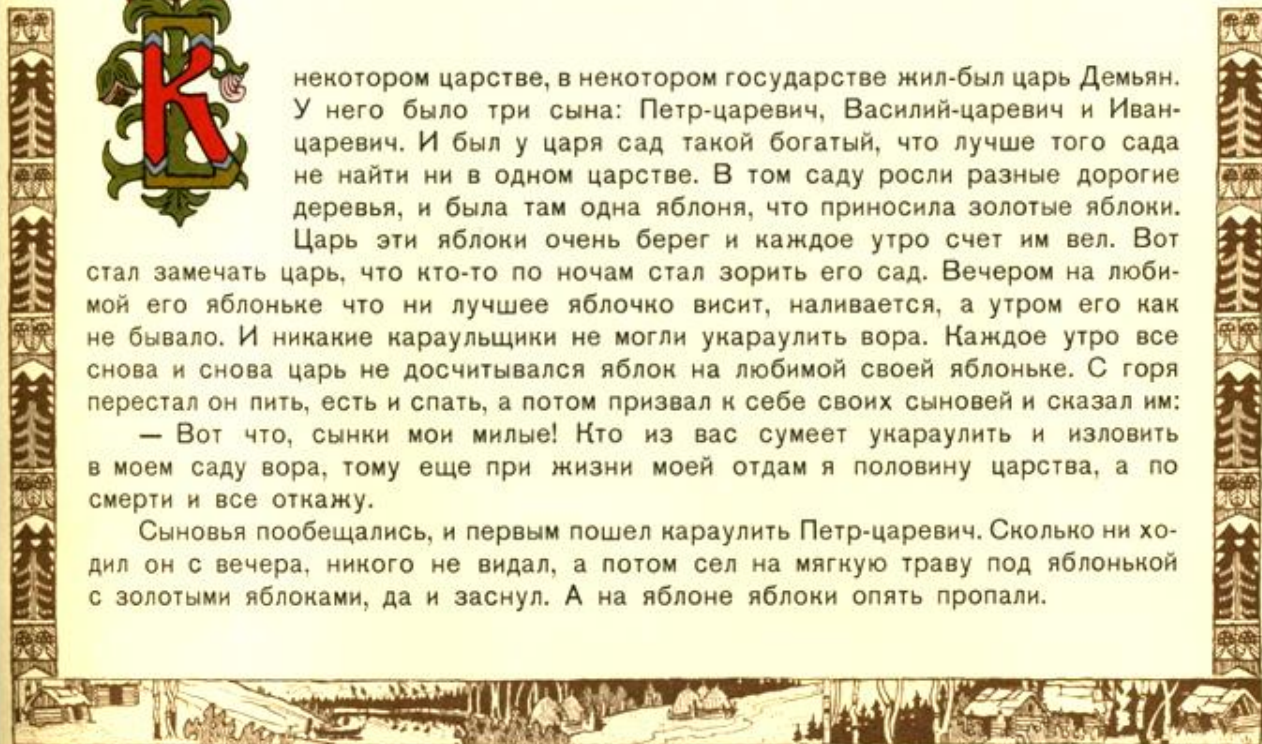 некотором царстве, в некотором государстве жил-был царь Демьян.
У него было три сына: Петр-царевич, Василий-царевич и Иван-
царевич. И был у царя сад такой богатый, что лучше того сада
не найти ни в одном царстве. В том саду росли разные дорогие
деревья, и была там одна яблоня, что приносила золотые яблоки.
Царь эти яблоки очень берег и каждое утро счет им вел. Вот
стал замечать царь, что кто-то по ночам стал зорить его сад. Вечером на люби-
мой его яблоньке что ни лучшее яблочко висит, наливается, а утром его как
не бывало. И никакие караульщики не могли укараулить вора. Каждое утро все
снова и снова царь не досчитывался яблок на любимой своей яблоньке. С горя
перестал он пить, есть и спать, а потом призвал к себе своих сыновей и сказал им:
— Вот что, сынки мои милые! Кто из вас сумеет укараулить и изловить
в моем саду вора, тому еще при жизни моей отдам я половину царства, а по
смерти и все откажу.
Сыновья пообещались, и первым пошел караулить Петр-царевич. Сколько ни хо-
дил он с вечера, никого не видал, а потом сел на мягкую траву под яблонькой
с золотыми яблоками, да и заснул. А на яблоне яблоки опять пропали.